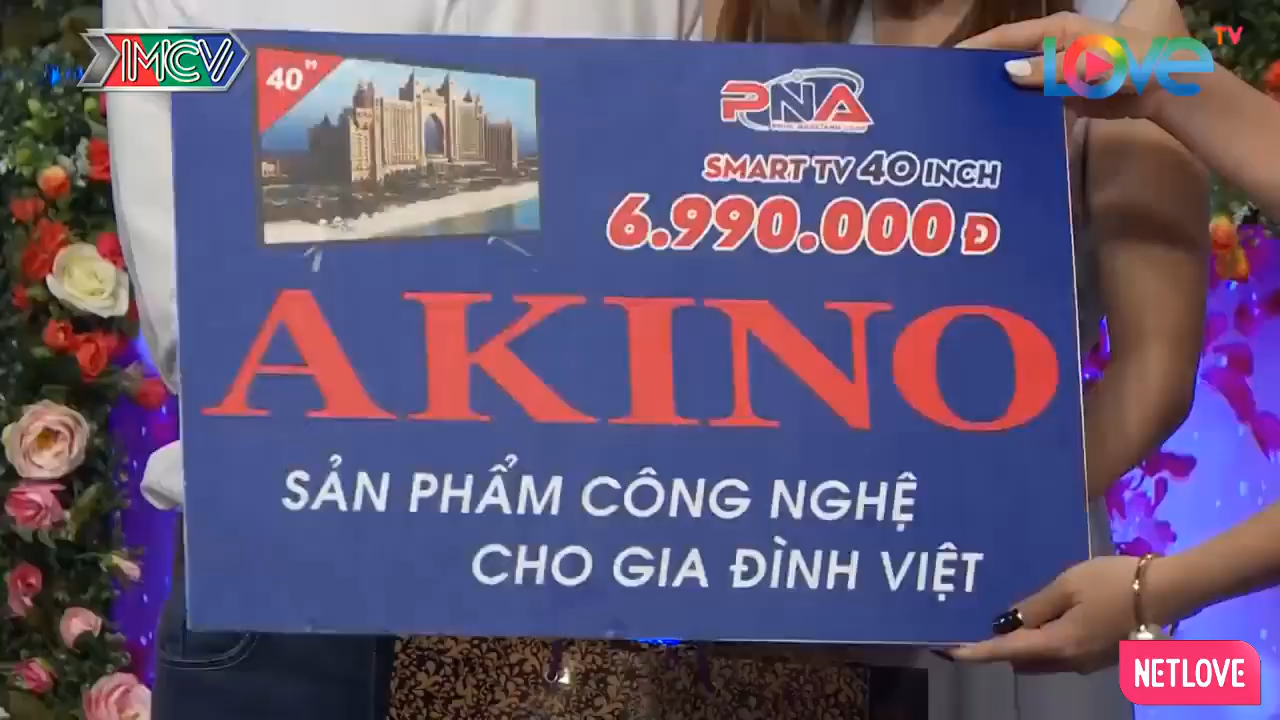 MCV
LOVE TV
40"
PNA
SMART TV 40 INCH
6.990.000 Đ
AKINO
SẢN PHẨM CÔNG NGHỆ
CHO GIA ĐÌNH VIỆT
NETLOVE